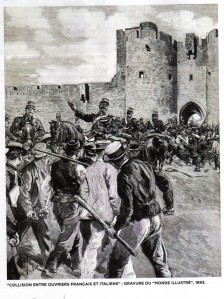 "COLLISION ENTRE OUVRIERS FRANÇAIS ET ITALIENS" : GRAVURE DU "MONDE ILLUSTRÉ", 1893.